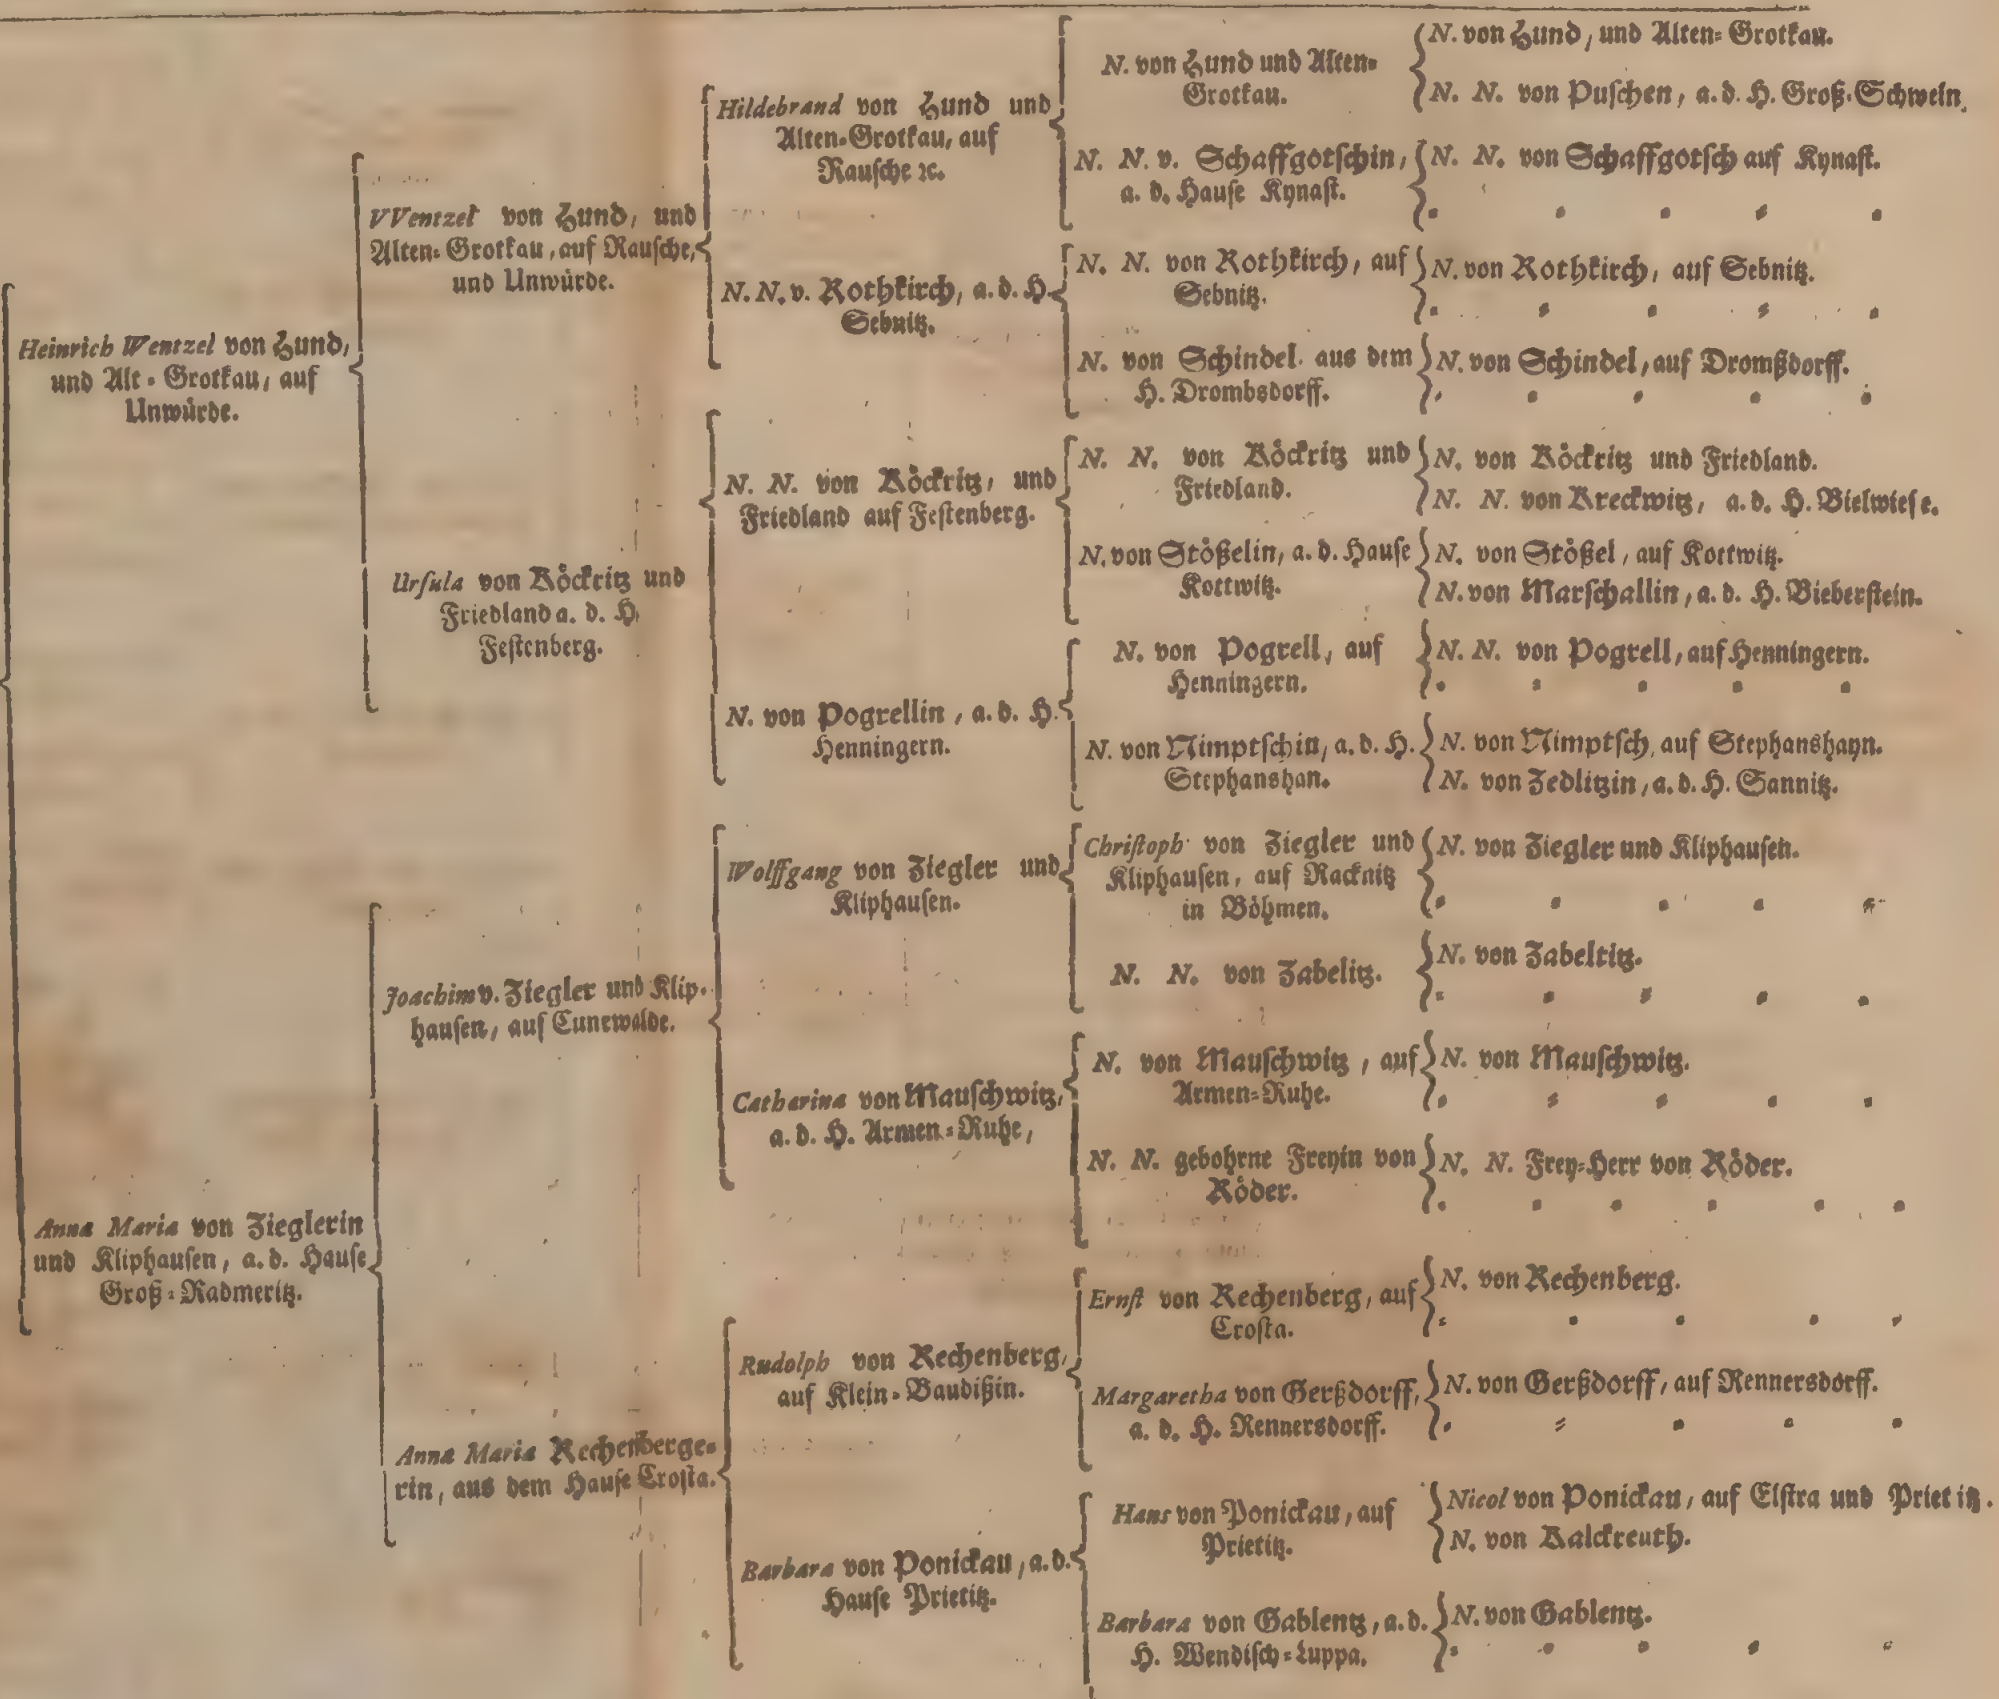 Heinrich Wentzel von Hund,
und Alt-Grotkau, auf
Unwürde.
Anna Maria von Zieglerin
und Kliphausen, a. d. Hause
Groß-Radmeritz.
VVentzel von Hund, und
Alten-Grotkau, auf Rausche,
und Unwürde.
Ursula von Köckritz und
Friedland a. d. H.
Festenberg.
Joachim v. Ziegler und Klip-
hausen, auf Cunewalde.
Anna Maria Rechenberge-
rin, aus dem Hause Crosta.
Hildebrand von Hund und
Alten-Grotkau, auf
Rausche ꝛc.
N. N. v. Rothkirch, a. d. H.
Sebnitz.
N. N. von Köckritz, und
Friedland auf Festenberg.
N. von Pogrellin, a. d. H.
Henningern.
Wolffgang von Ziegler und
Kliphausen.
Catharina von Mauschwitz,
a. d. H. Armen-Ruhe,
Rudolph von Rechenberg,
auf Klein-Baudißin.
Barbara von Ponickau, a. d.
Hause Prietitz.
N. von Hund und Alten-
Grotkau.
N. N. v. Schaffgotschin,
a. d. Hause Kynast.
N. N. von Rothkirch, auf
Sebnitz.
N. von Schindel aus dem
H. Drombsdorff.
N. N. von Köckritz und
Friedland.
N. von Stößelin, a. d. Hause
Kottwitz.
N. von Pogrell, auf
Henningern.
N. von Nimptschin, a. d. H.
Stephanshan.
Christoph von Ziegler und
Kliphausen, auf Racknitz
in Böhmen.
N. N. von Zabelitz.
N. von Mauschwitz, auf
Armen-Ruhe.
N. N. gebohrne Freyin von
Röder.
Ernst von Rechenberg, auf
Crosta.
Margaretha von Gerßdorff,
a. d. H. Rennersdorff.
Hans von Ponickau, auf
Prietitz.
Barbara von Gablentz, a. d.
H. Wendisch-Luppa.
N. von Hund, und Alten-Grotkau.
N. N. von Puschen, a. d. H. Groß-Schwein.
N. N. von Schaffgotsch auf Kynast.
N. von Rothkirch, auf Sebnitz.
N. von Schindel, auf Dromßdorff.
N. von Köckritz und Friedland.
N. N. von Kreckwitz, a. d. H. Bielwiese.
N. von Stößel, auf Kottwitz.
N. von Marschallin, a. d. H. Bieberstein.
N. N. von Pogrell, auf Henningern.
N. von Nimptsch, auf Stephanshayn.
N. von Zedlitzin, a. d. H. Sannitz.
N. von Ziegler und Kliphausen.
N. von Zabeltitz.
N. von Mauschwitz.
N. N. Frey-Herr von Röder.
N. von Rechenberg.
N. von Gerßdorff, auf Rennersdorff.
Nicol von Ponickau, auf Elstra und Prietitz.
N. von Kalckreuth.
N. von Gablentz.